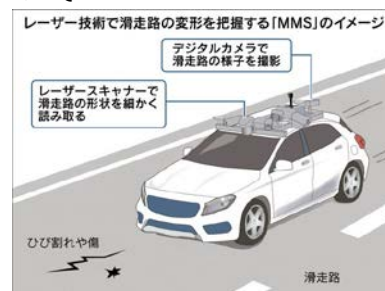 レーザー技術で滑走路の変形を把握する「MMS」のイメージ
デジタルカメラで
滑走路の様子を撮影
レーザースキャナーで
滑走路の形状を細かく
読み取る
ひび割れや傷
滑走路